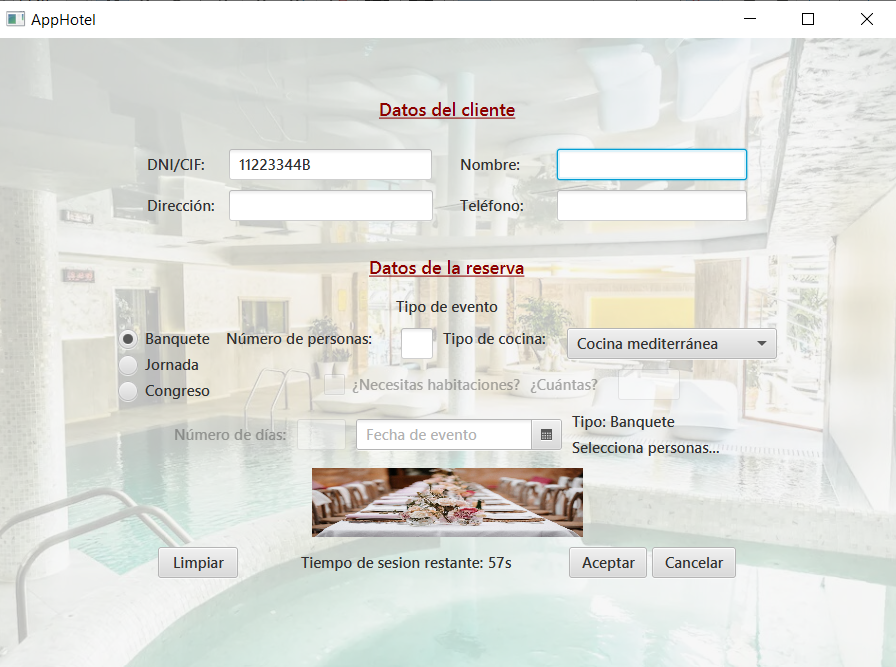 AppHotel
Datos del cliente
DNI/CIF: 11223344B Nombre:
Dirección: Teléfono:
Datos de la reserva
Tipo de evento
Banquete Número de personas: Tipo de cocina: Cocina mediterránea
Jornada
Congreso ¿Necesitas habitaciones? ¿Cuántas?
Número de días: Fecha de evento Tipo: Banquete
Selecciona personas...
Limpiar Tiempo de sesion restante: 57s Aceptar Cancelar